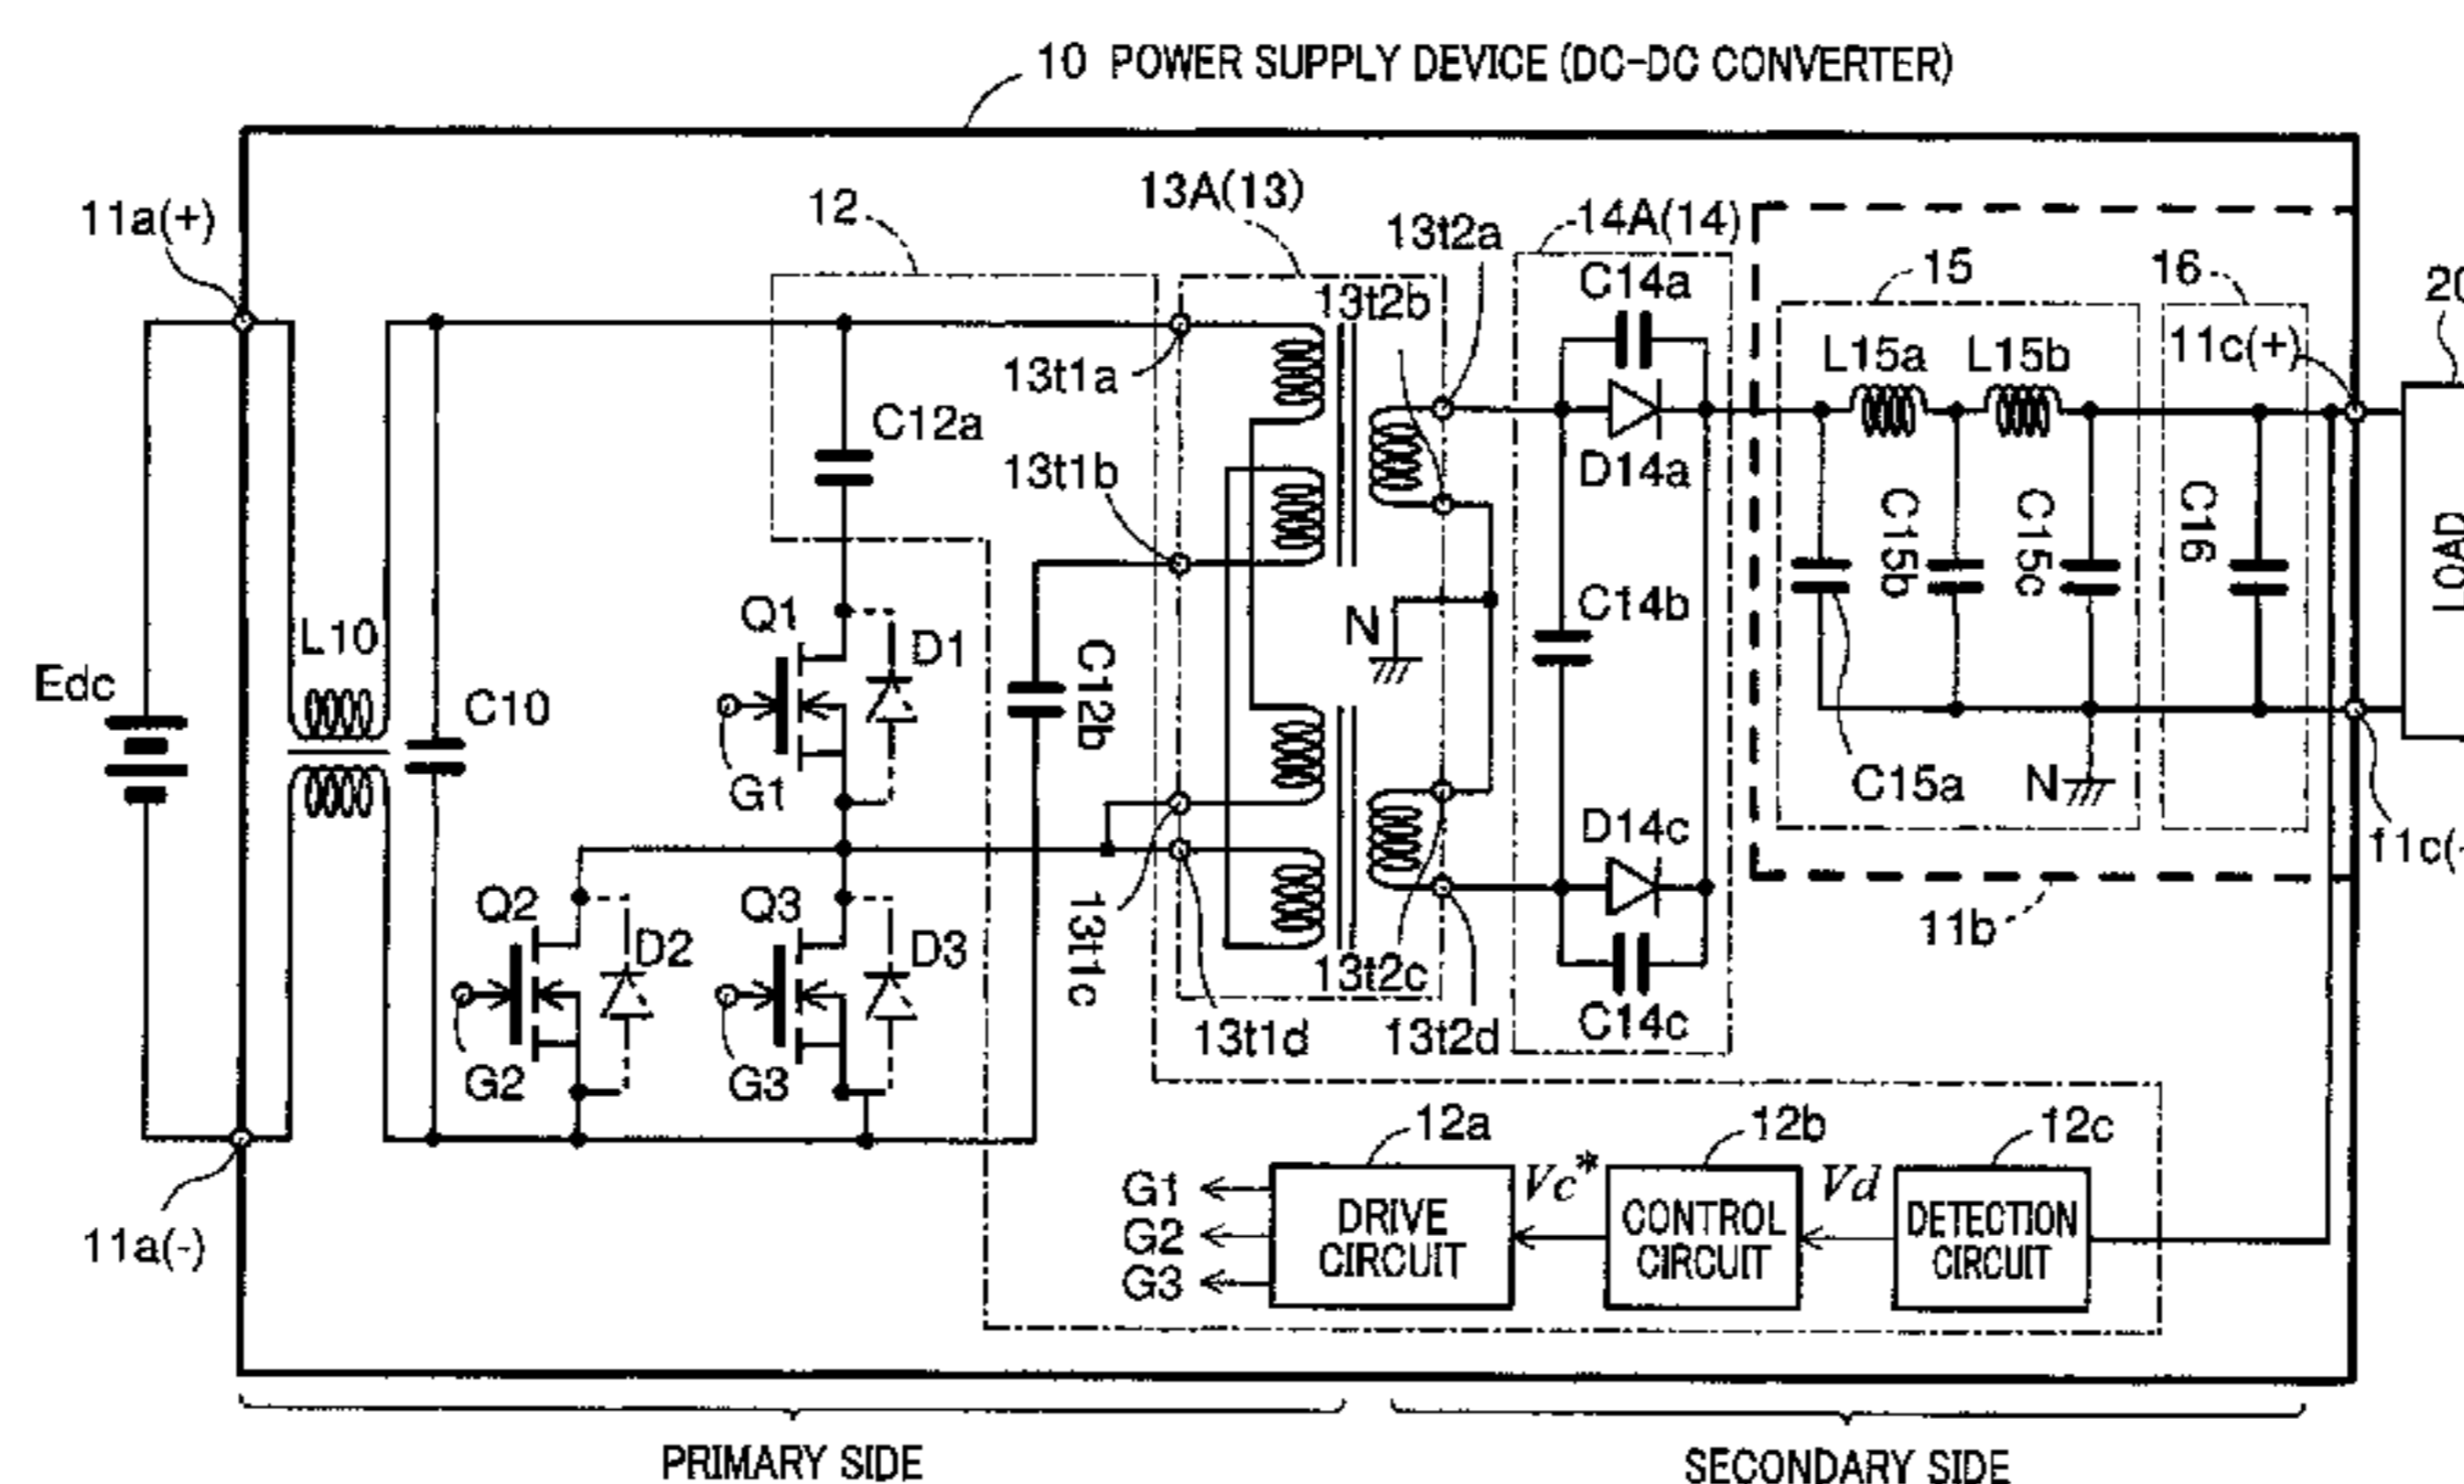 10 POWER SUPPLY DEVICE (DC-DC CONVERTER)
11a(+)
12
13A(13)
13t2a
14A(14)
15
16
20
C14a
13t2b
11c(+)
13t1a
L15a
L15b
C12a
13t1b
D14a
C15b
C15c
C16
LOAD
Q1
D1
C14b
N
L10
Edc
C10
C12b
G1
C15a
N
D14c
11c(-
Q2
Q3
D2
D3
13t1c
11b
13t2c
G2
G3
13t1d
13t2d
C14c
12a
12b
12c
G1
G2
G3
DRIVE
CIRCUIT
Vc*
CONTROL
CIRCUIT
Vd
DETECTION
CIRCUIT
11a(-)
PRIMARY SIDE
SECONDARY SIDE